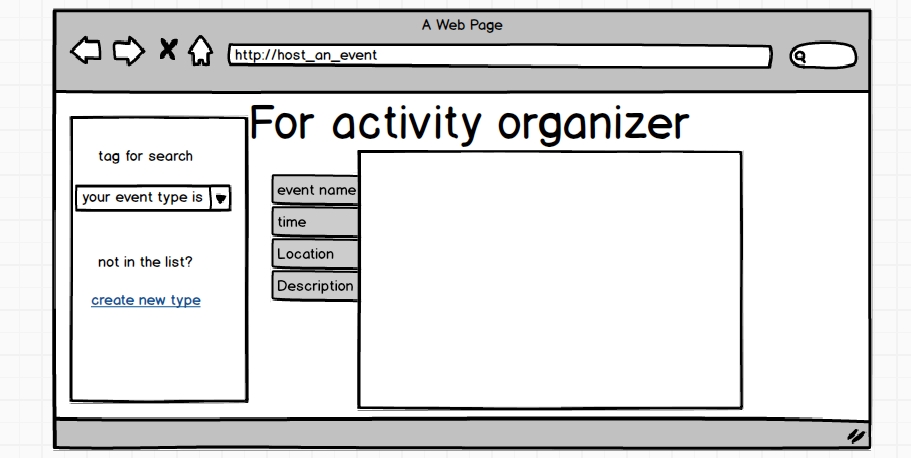 A Web Page
http://host_an_event
For activity organizer
tag for search
your event type is
not in the list?
create new type
event name
time
Location
Description